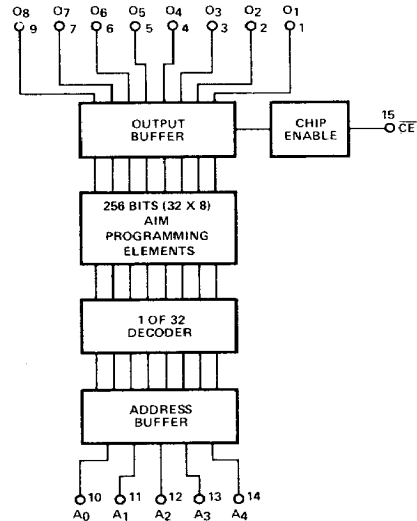 O8 O7 O6 O5 O4 O3 O2 O1
9 7 6 5 4 3 2 1
OUTPUT
BUFFER
CHIP
ENABLE
15
C̅E̅
256 BITS (32 X 8)
AIM
PROGRAMMING
ELEMENTS
1 OF 32
DECODER
ADDRESS
BUFFER
10 11 12 13 14
A0 A1 A2 A3 A4